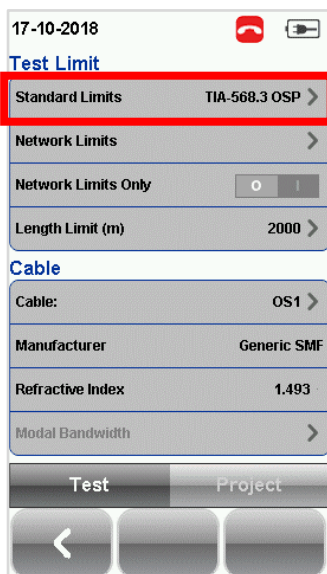 17-10-2018
Test Limit
Standard Limits TIA-568.3 OSP
Network Limits
Network Limits Only O I
Length Limit (m) 2000
Cable
Cable: OS1
Manufacturer Generic SMF
Refractive Index 1.493
Modal Bandwidth
Test Project